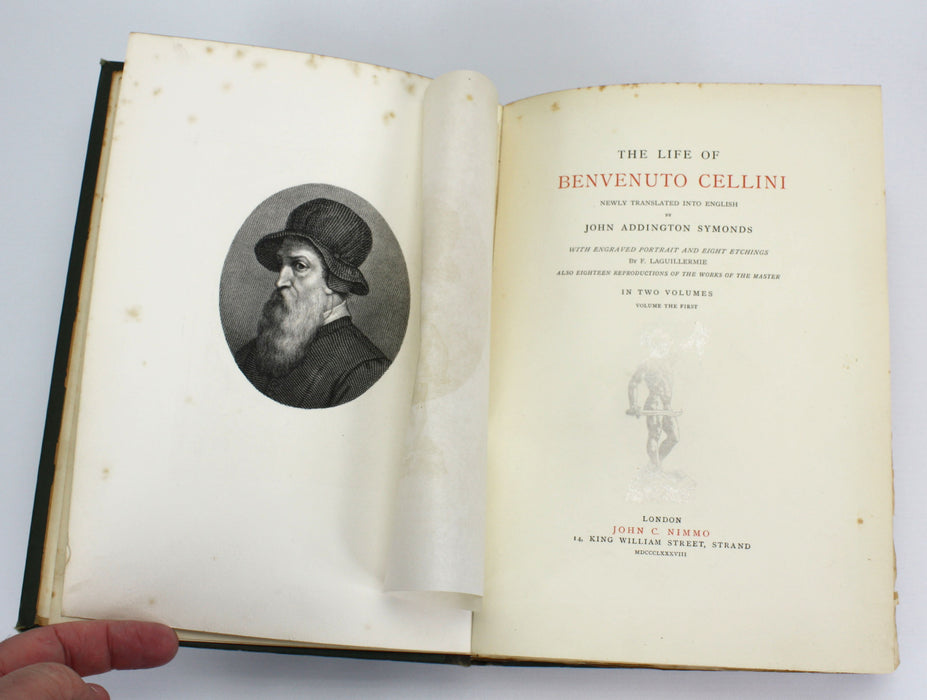 THE LIFE OF
BENVENUTO CELLINI
NEWLY TRANSLATED INTO ENGLISH
BY
JOHN ADDINGTON SYMONDS
WITH ENGRAVED PORTRAIT AND EIGHT ETCHINGS
BY F. LAGUILLERMIE
ALSO EIGHTEEN REPRODUCTIONS OF THE WORKS OF THE MASTER
IN TWO VOLUMES
VOLUME THE FIRST
LONDON
JOHN C. NIMMO
14, KING WILLIAM STREET, STRAND
MDCCCLXXXVIII